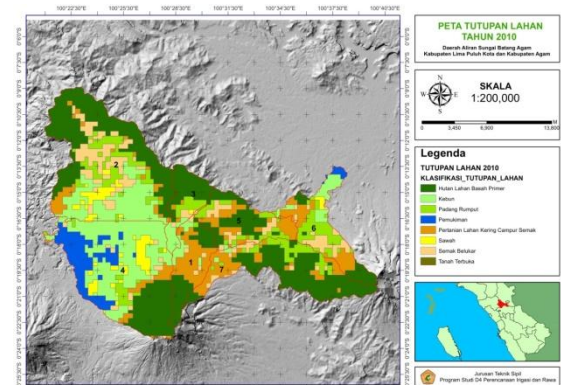 100°22'30"E 100°25'30"E 100°28'30"E 100°31'30"E 100°34'30"E 100°37'30"E 100°40'30"E
PETA TUTUPAN LAHAN
TAHUN 2010
Daerah Aliran Sungai Batang Agam
Kabupaten Lima Puluh Kota dan Kabupaten Agam
N
W E
S
SKALA
1:200,000
0 3,450 6,900 13,800
M
Legenda
TUTUPAN LAHAN 2010
KLASIFIKASI_TUTUPAN_LAHAN
Hutan Lahan Basah Primer
Kebun
Padang Rumput
Pemukiman
Pertanian Lahan Kering Campur Semak
Sawah
Semak Belukar
Tanah Terbuka
2
3
5
6
4
1
7
Jurusan Teknik Sipil
Program Studi D4 Perencanaan Irigasi dan Rawa